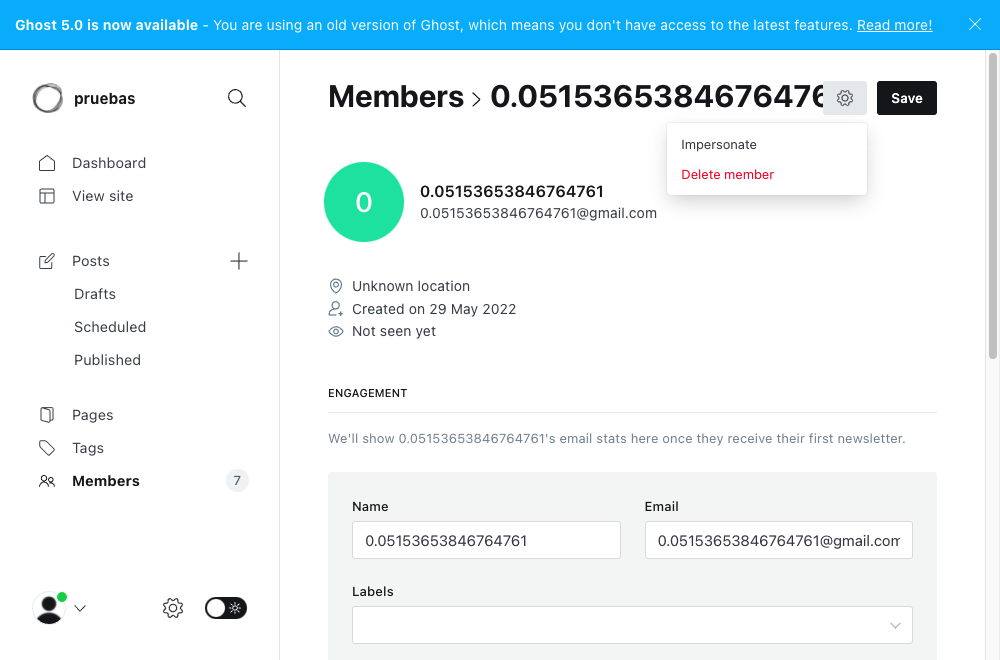 Ghost 5.0 is now available - You are using an old version of Ghost, which means you don't have access to the latest features. Read more!
pruebas
Dashboard
View site
Posts
Drafts
Scheduled
Published
Pages
Tags
Members
7
Members > 0.0515365384676476
Save
Impersonate
Delete member
0
0.05153653846764761
0.05153653846764761@gmail.com
Unknown location
Created on 29 May 2022
Not seen yet
ENGAGEMENT
We'll show 0.05153653846764761's email stats here once they receive their first newsletter.
Name
Email
0.05153653846764761
0.05153653846764761@gmail.com
Labels